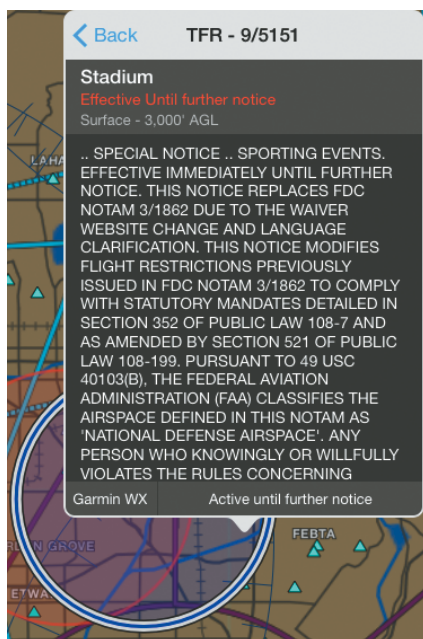 Back
TFR - 9/5151
Stadium
Effective Until further notice
Surface - 3,000' AGL
.. SPECIAL NOTICE .. SPORTING EVENTS.
EFFECTIVE IMMEDIATELY UNTIL FURTHER
NOTICE. THIS NOTICE REPLACES FDC
NOTAM 3/1862 DUE TO THE WAIVER
WEBSITE CHANGE AND LANGUAGE
CLARIFICATION. THIS NOTICE MODIFIES
FLIGHT RESTRICTIONS PREVIOUSLY
ISSUED IN FDC NOTAM 3/1862 TO COMPLY
WITH STATUTORY MANDATES DETAILED IN
SECTION 352 OF PUBLIC LAW 108-7 AND
AS AMENDED BY SECTION 521 OF PUBLIC
LAW 108-199. PURSUANT TO 49 USC
40103(B), THE FEDERAL AVIATION
ADMINISTRATION (FAA) CLASSIFIES THE
AIRSPACE DEFINED IN THIS NOTAM AS
'NATIONAL DEFENSE AIRSPACE'. ANY
PERSON WHO KNOWINGLY OR WILLFULLY
VIOLATES THE RULES CONCERNING
Garmin WX
Active until further notice
LAHA
FEBTA
GROVE
ETWA